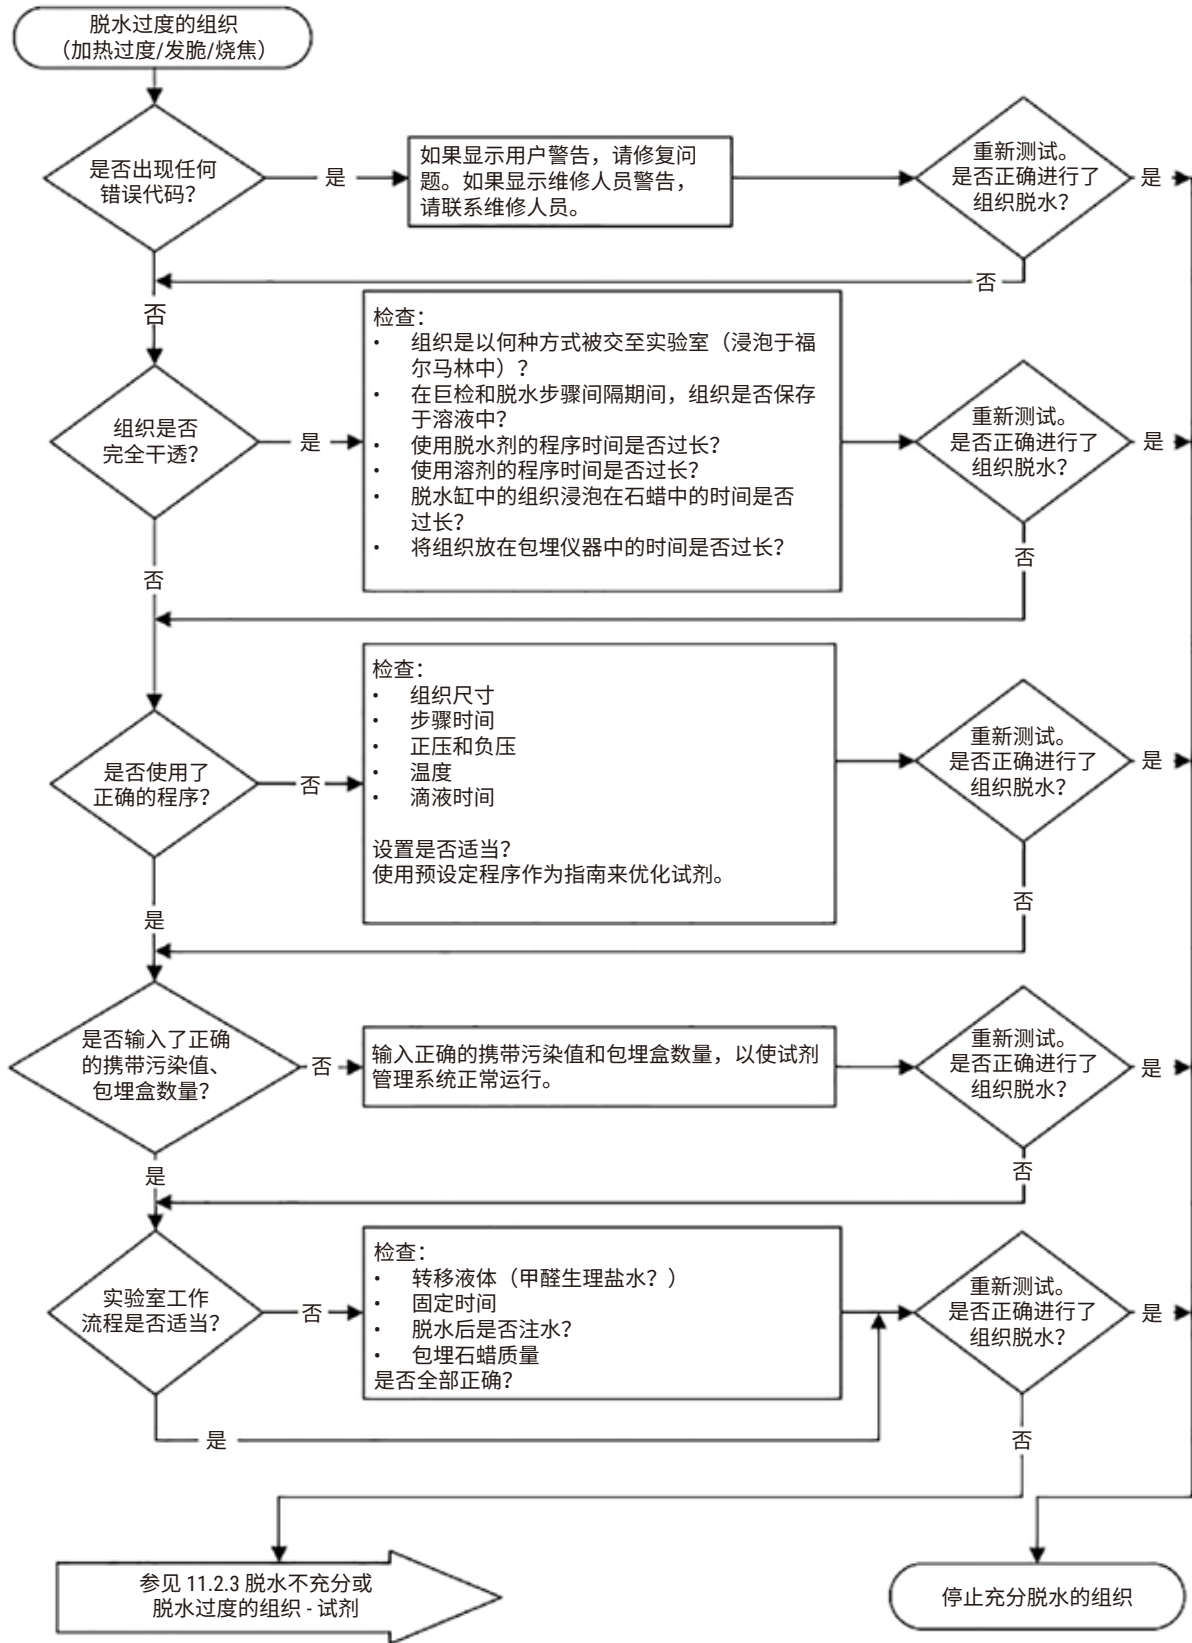 脱水过度的组织
（加热过度/发脆/烧焦）
是否出现任何
错误代码？
是
如果显示用户警告，请修复问
题。如果显示维修人员警告，
请联系维修人员。
重新测试。
是否正确进行了
组织脱水？
是
否
否
组织是否
完全干透？
是
检查：
• 组织是以何种方式被交至实验室（浸泡于福
尔马林中）？
• 在巨检和脱水步骤间隔期间，组织是否保存
于溶液中？
• 使用脱水剂的程序时间是否过长？
• 使用溶剂的程序时间是否过长？
• 脱水缸中的组织浸泡在石蜡中的时间是否
过长？
• 将组织放在包埋仪器中的时间是否过长？
重新测试。
是否正确进行了
组织脱水？
是
否
否
是否使用了
正确的程序？
否
检查：
• 组织尺寸
• 步骤时间
• 正压和负压
• 温度
• 滴液时间
设置是否适当？
使用预设定程序作为指南来优化试剂。
重新测试。
是否正确进行了
组织脱水？
是
否
是
是否输入了正确
的携带污染值、
包埋盒数量？
否
输入正确的携带污染值和包埋盒数量，以使试剂
管理系统正常运行。
重新测试。
是否正确进行了
组织脱水？
是
否
是
实验室工作
流程是否适当？
否
检查：
• 转移液体（甲醛生理盐水？）
• 固定时间
• 脱水后是否注水？
• 包埋石蜡质量
是否全部正确？
重新测试。
是否正确进行了
组织脱水？
是
是
否
参见 11.2.3 脱水不充分或
脱水过度的组织 - 试剂
停止充分脱水的组织